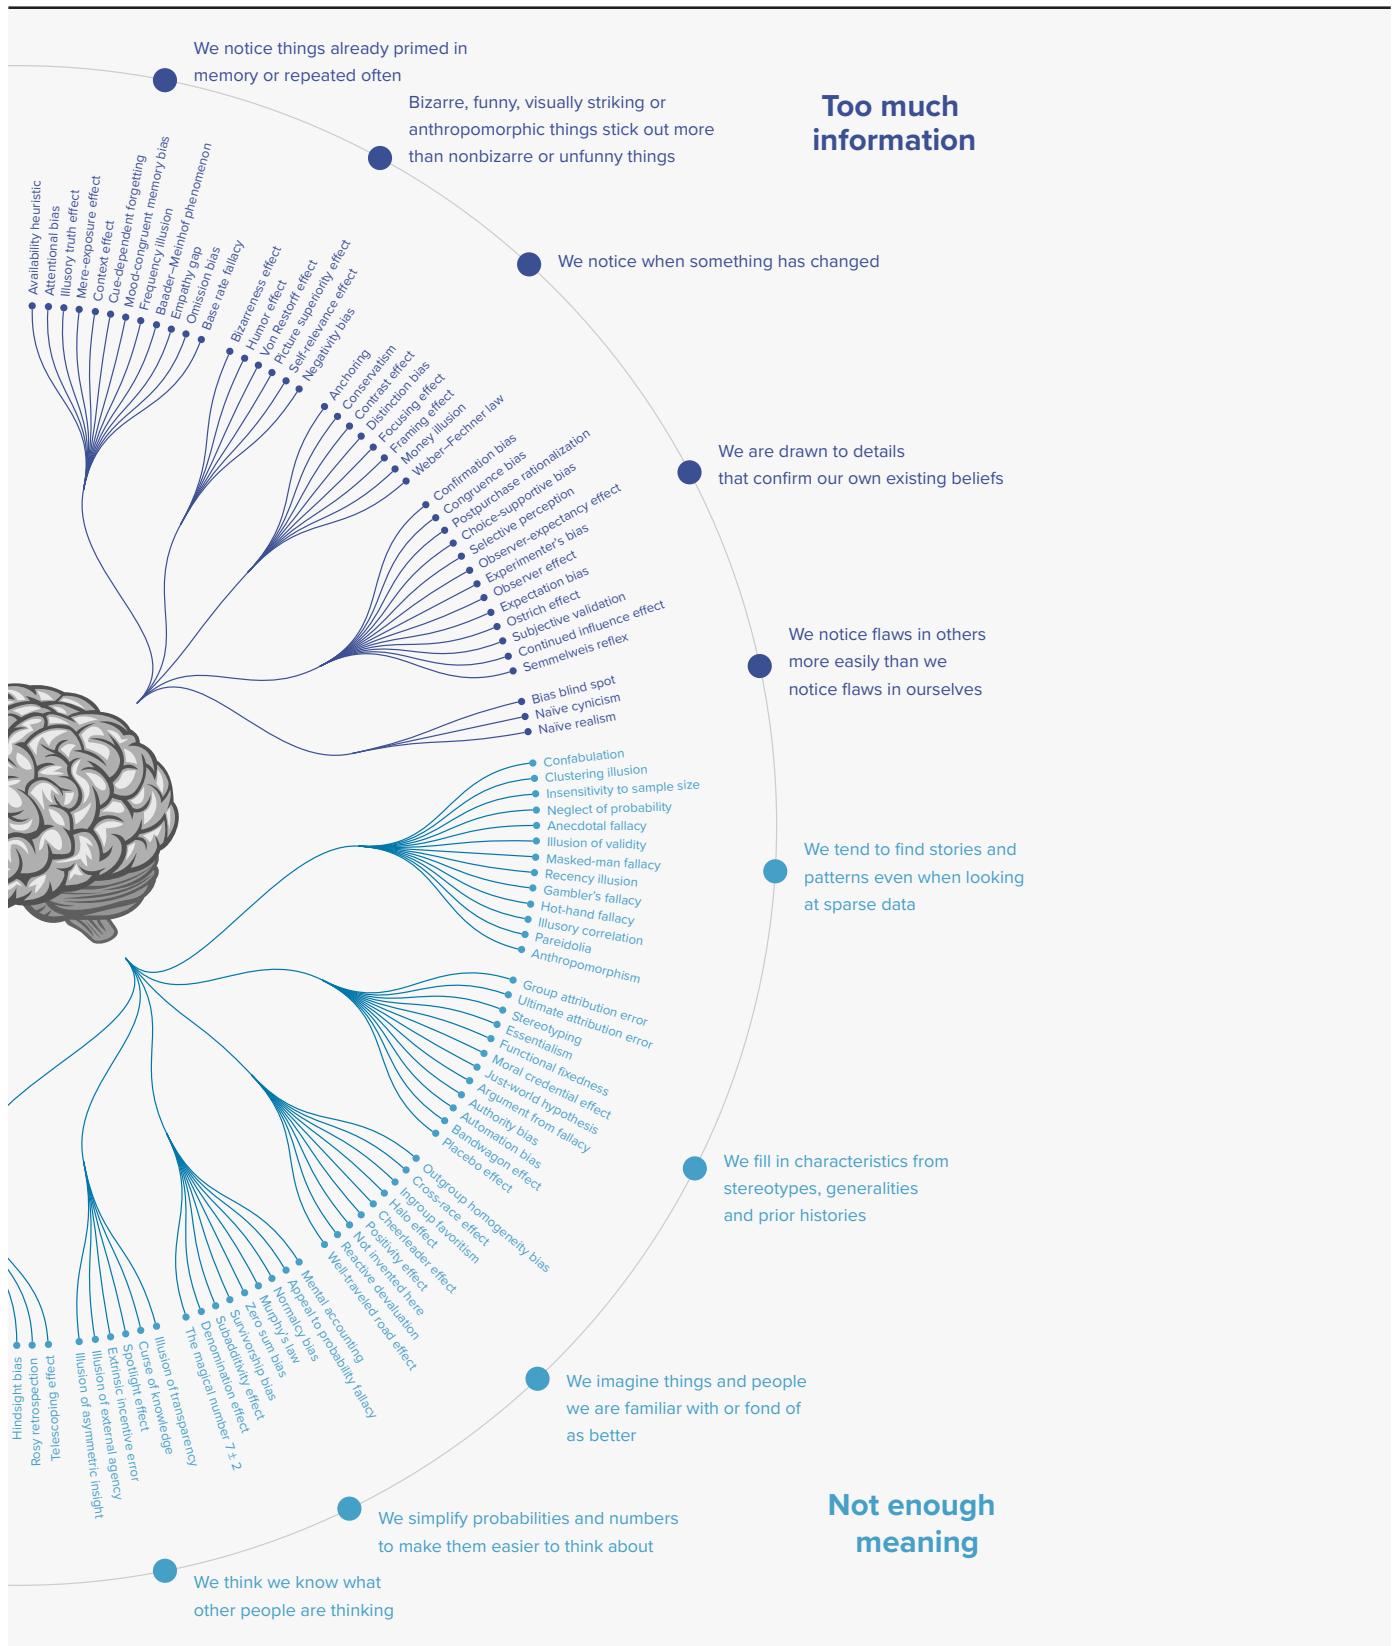 We notice things already primed in
memory or repeated often
Bizarre, funny, visually striking or
anthropomorphic things stick out more
than nonbizarre or unfunny things
Too much
information
We notice when something has changed
We are drawn to details
that confirm our own existing beliefs
We notice flaws in others
more easily than we
notice flaws in ourselves
Availability heuristic
Attentional bias
Illusory truth effect
Mere-exposure effect
Context effect
Cue-dependent forgetting
Mood-congruent memory bias
Frequency illusion
Baader–Meinhof phenomenon
Empathy gap
Omission bias
Base rate fallacy
Bizarreness effect
Humor effect
Von Restorff effect
Picture superiority effect
Self-relevance effect
Negativity bias
Anchoring
Conservatism
Contrast effect
Distinction bias
Focusing effect
Framing effect
Money illusion
Weber–Fechner law
Confirmation bias
Congruence bias
Postpurchase rationalization
Choice-supportive bias
Selective perception
Observer-expectancy effect
Experimenter's bias
Observer effect
Expectation bias
Ostrich effect
Subjective validation
Continued influence effect
Semmelweis reflex
Bias blind spot
Naïve cynicism
Naïve realism
Confabulation
Clustering illusion
Insensitivity to sample size
Neglect of probability
Anecdotal fallacy
Illusion of validity
Masked-man fallacy
Recency illusion
Gambler's fallacy
Hot-hand fallacy
Illusory correlation
Pareidolia
Anthropomorphism
We tend to find stories and
patterns even when looking
at sparse data
Group attribution error
Ultimate attribution error
Stereotyping
Essentialism
Functional fixedness
Moral credential effect
Just-world hypothesis
Argument from fallacy
Authority bias
Automation bias
Bandwagon effect
Placebo effect
We fill in characteristics from
stereotypes, generalities
and prior histories
Outgroup homogeneity bias
Cross-race effect
Ingroup favoritism
Halo effect
Cheerleader effect
Positivity effect
Not invented here
Reactive devaluation
Well-traveled road effect
We imagine things and people
we are familiar with or fond of
as better
Mental accounting
Appeal to probability fallacy
Normalcy bias
Murphy's law
Zero sum bias
Survivorship bias
Subadditivity effect
Denomination effect
The magical number 7 ± 2
We simplify probabilities and numbers
to make them easier to think about
Not enough
meaning
Illusion of transparency
Curse of knowledge
Spotlight effect
Extrinsic incentive error
Illusion of external agency
Illusion of asymmetric insight
We think we know what
other people are thinking
Telescoping effect
Rosy retrospection
Hindsight bias